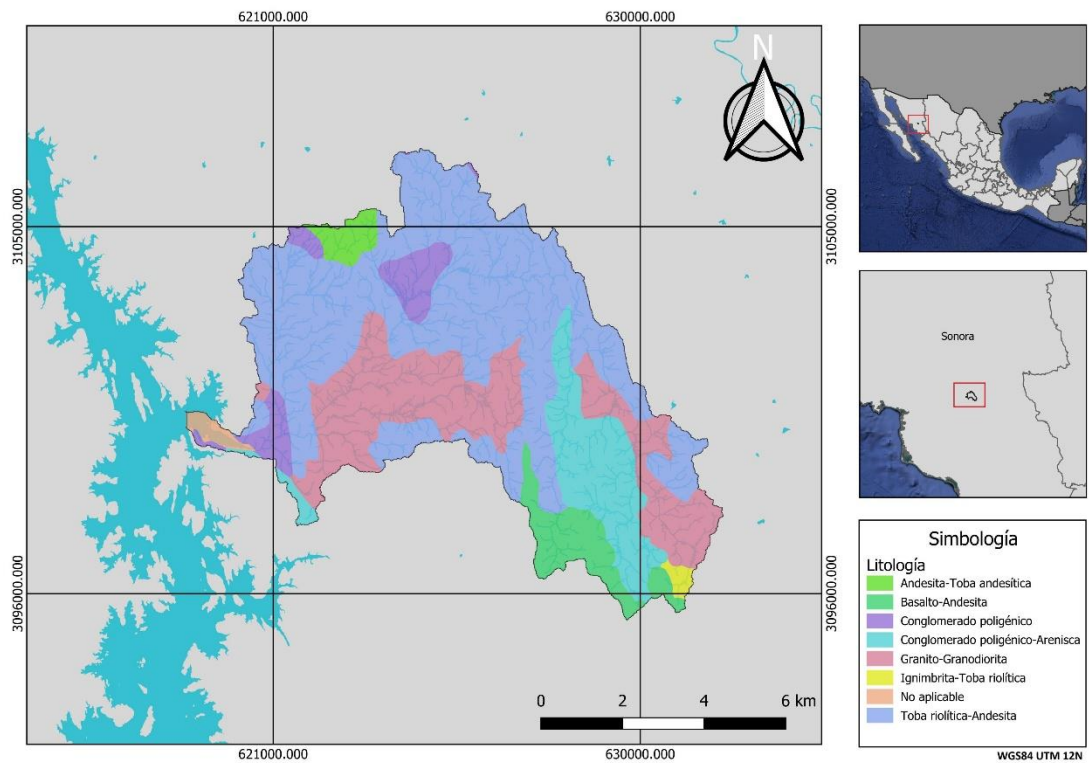 621000.000
630000.000
N
3105000.000
3105000.000
3096000.000
3096000.000
0 2 4 6 km
621000.000
630000.000
Sonora
Simbología
Litología
Andesita-Toba andesítica
Basalto-Andesita
Conglomerado poligénico
Conglomerado poligénico-Arenisca
Granito-Granodiorita
Ignimbrita-Toba riolítica
No aplicable
Toba riolítica-Andesita
WGS84 UTM 12N